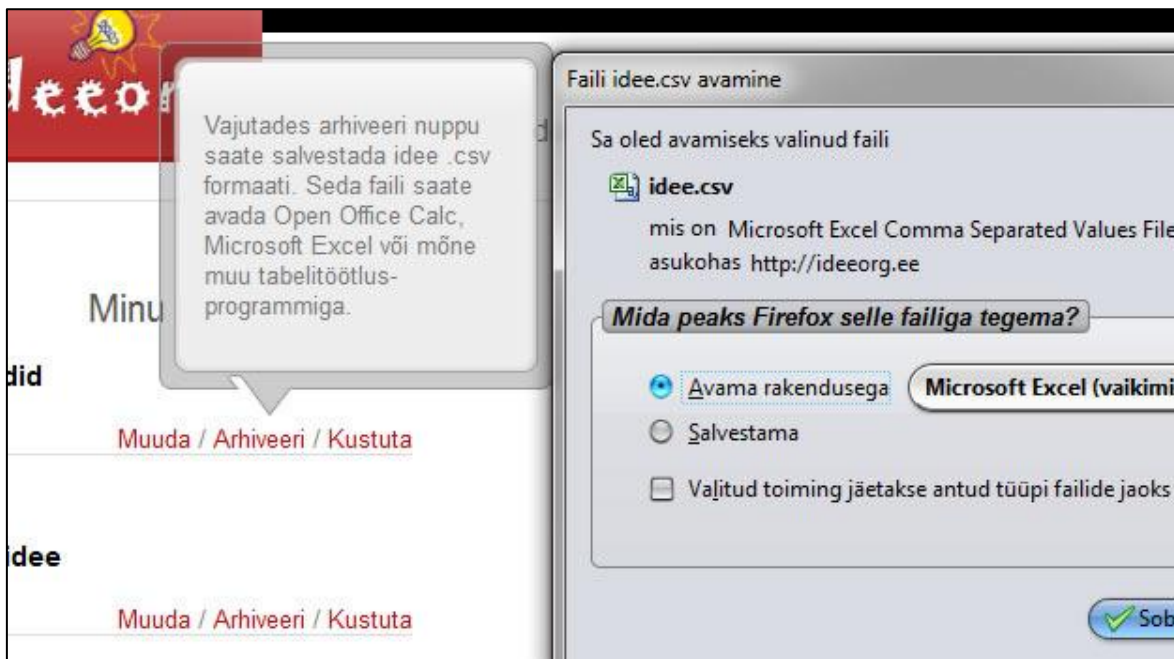 deeor
Vajutades arhiveeri nuppu
saate salvestada idee .csv
formaati. Seda faili saate
avada Open Office Calc,
Microsoft Excel või mõne
muu tabelitöötlus-
programmiga.
Minu
did
Muuda / Arhiveeri / Kustuta
idee
Muuda / Arhiveeri / Kustuta
Faili idee.csv avamine
Sa oled avamiseks valinud faili
idee.csv
mis on Microsoft Excel Comma Separated Values File
asukohas http://ideeorg.ee
Mida peaks Firefox selle failiga tegema?
Avama rakendusega Microsoft Excel (vaikimi
Salvestama
Valitud toiming jäetakse antud tüüpi failide jaoks
Sob